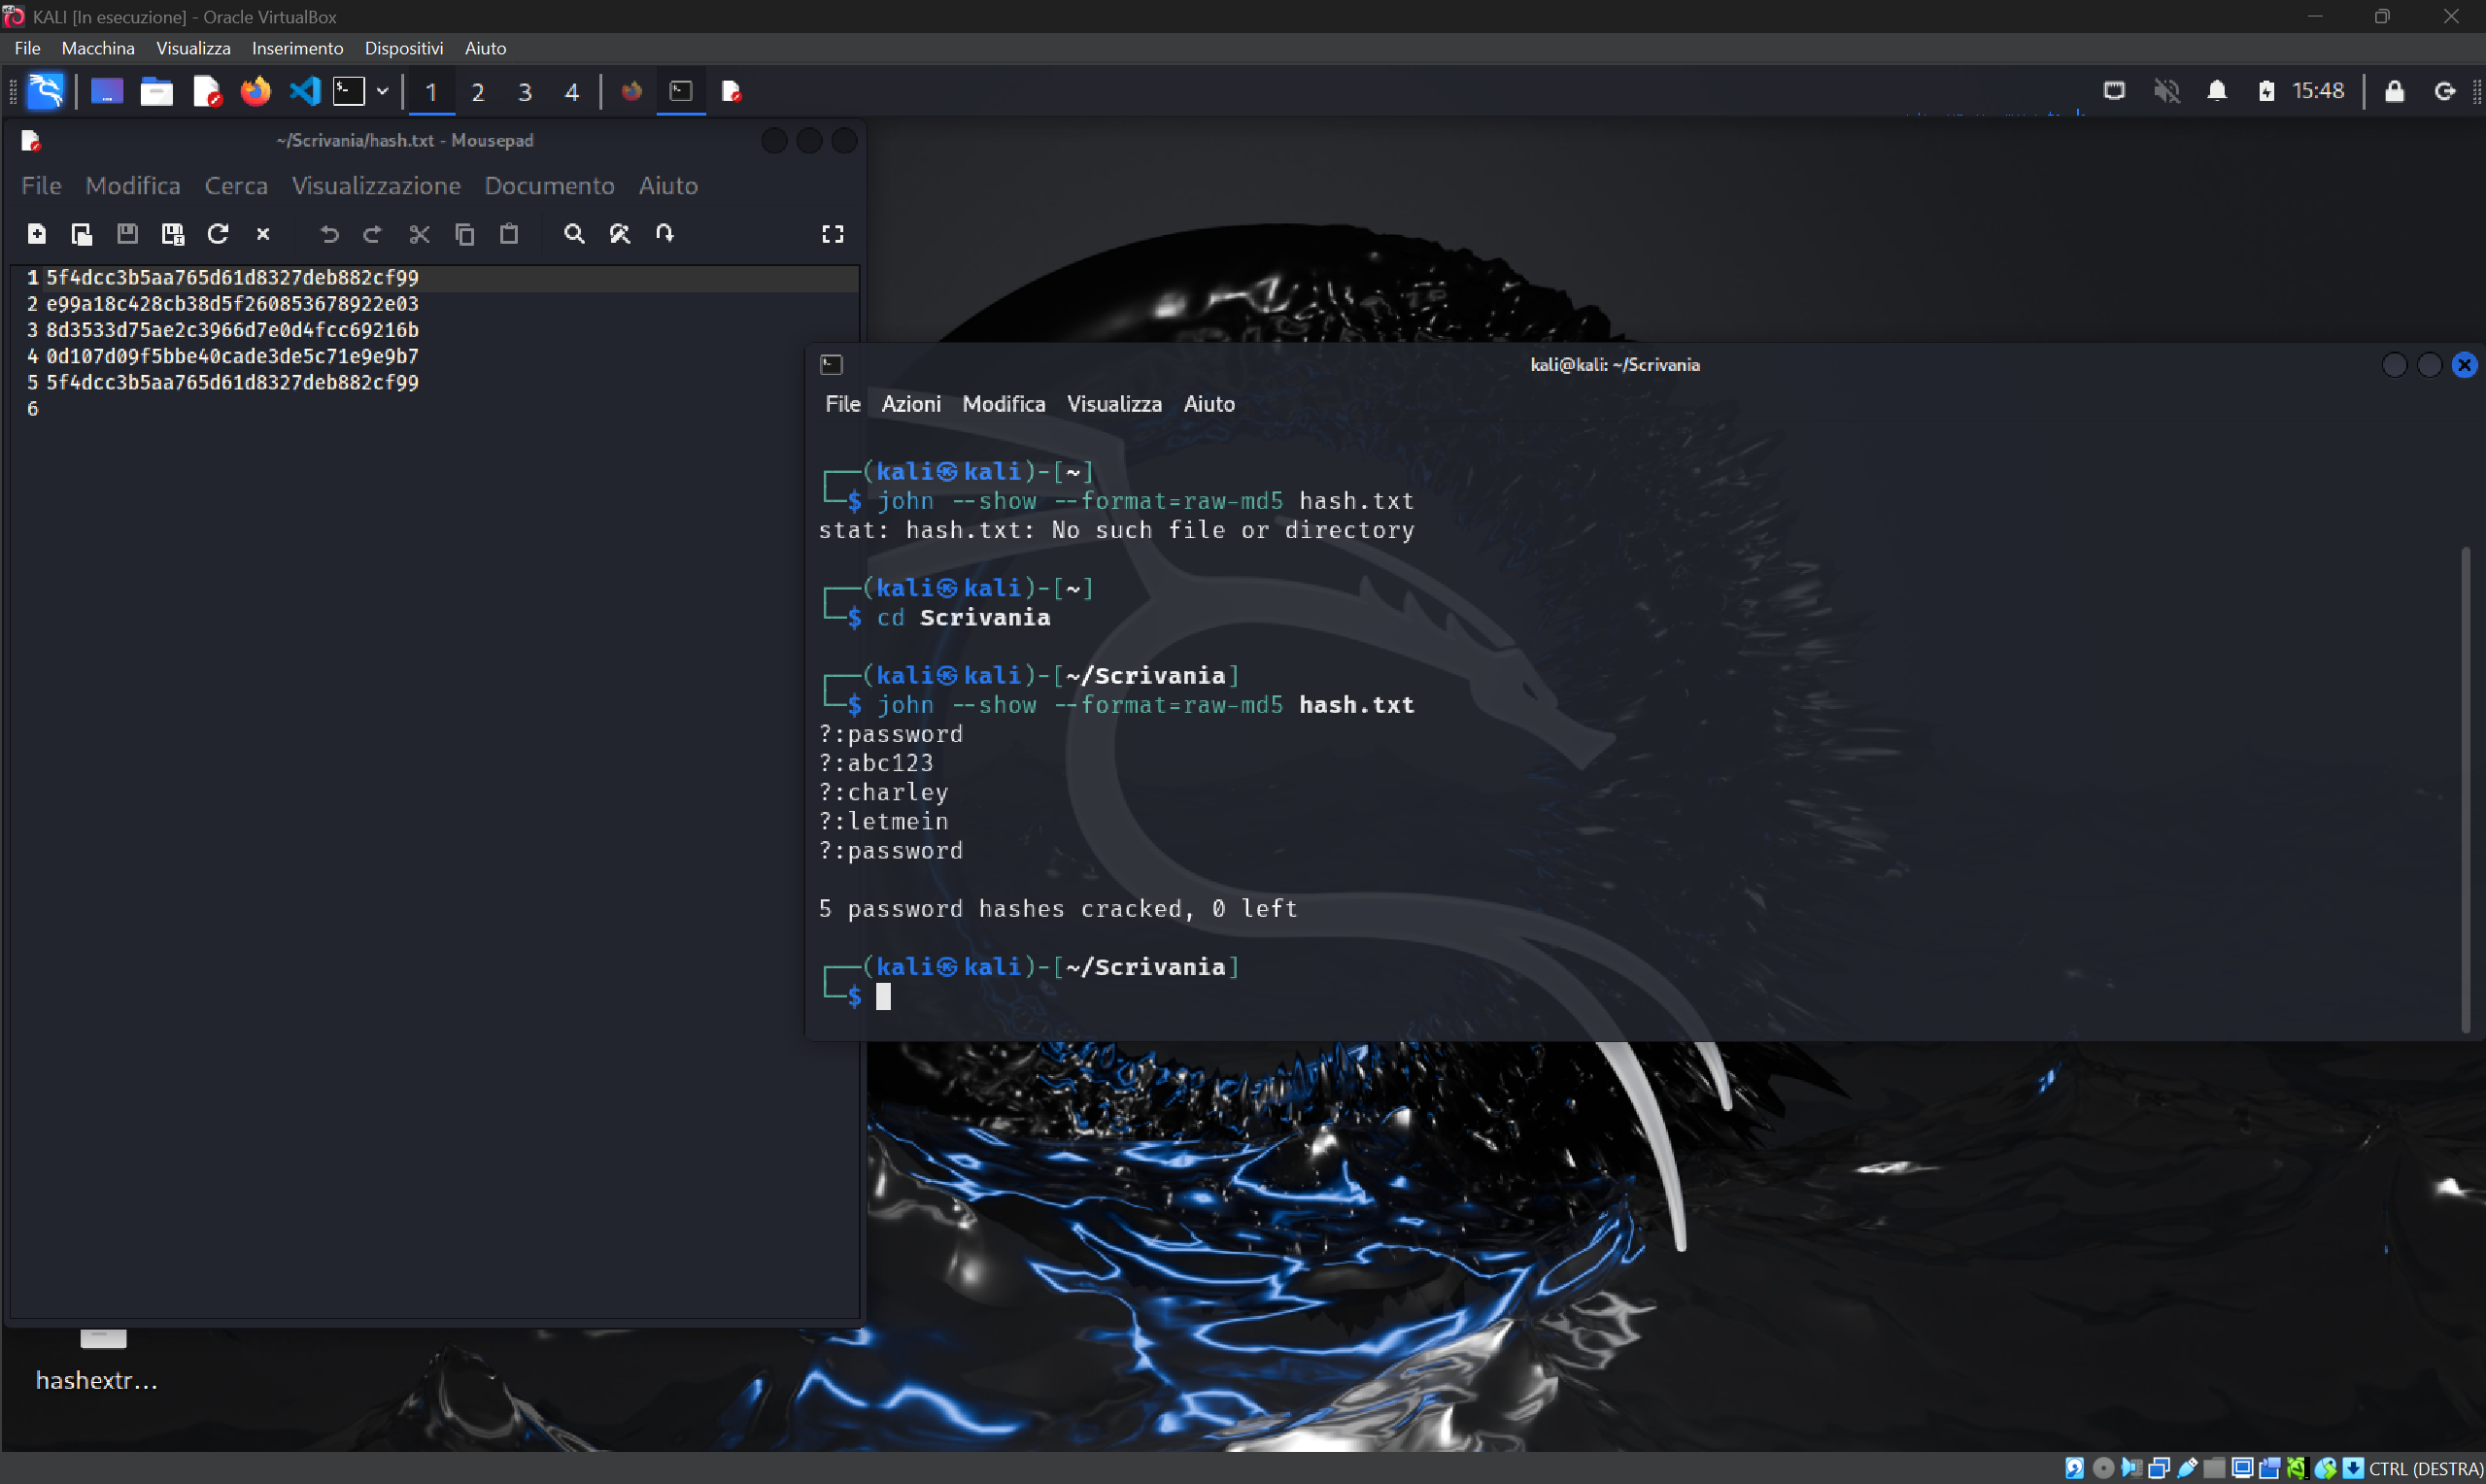 KALI [In esecuzione] - Oracle VirtualBox
File Macchina Visualizza Inserimento Dispositivi Aiuto
1 2 3 4 15:48
~/Scrivania/hash.txt - Mousepad
File Modifica Cerca Visualizzazione Documento Aiuto
1 5f4dcc3b5aa765d61d8327deb882cf99
2 e99a18c428cb38d5f260853678922e03
3 8d3533d75ae2c3966d7e0d4fcc69216b
4 0d107d09f5bbe40cade3de5c71e9e9b7
5 5f4dcc3b5aa765d61d8327deb882cf99
6
kali@kali: ~/Scrivania
File Azioni Modifica Visualizza Aiuto
┌──(kali㉿kali)-[~]
└─$ john --show --format=raw-md5 hash.txt
stat: hash.txt: No such file or directory
┌──(kali㉿kali)-[~]
└─$ cd Scrivania
┌──(kali㉿kali)-[~/Scrivania]
└─$ john --show --format=raw-md5 hash.txt
?:password
?:abc123
?:charley
?:letmein
?:password
5 password hashes cracked, 0 left
┌──(kali㉿kali)-[~/Scrivania]
└─$
hashextr...
CTRL (DESTRA)